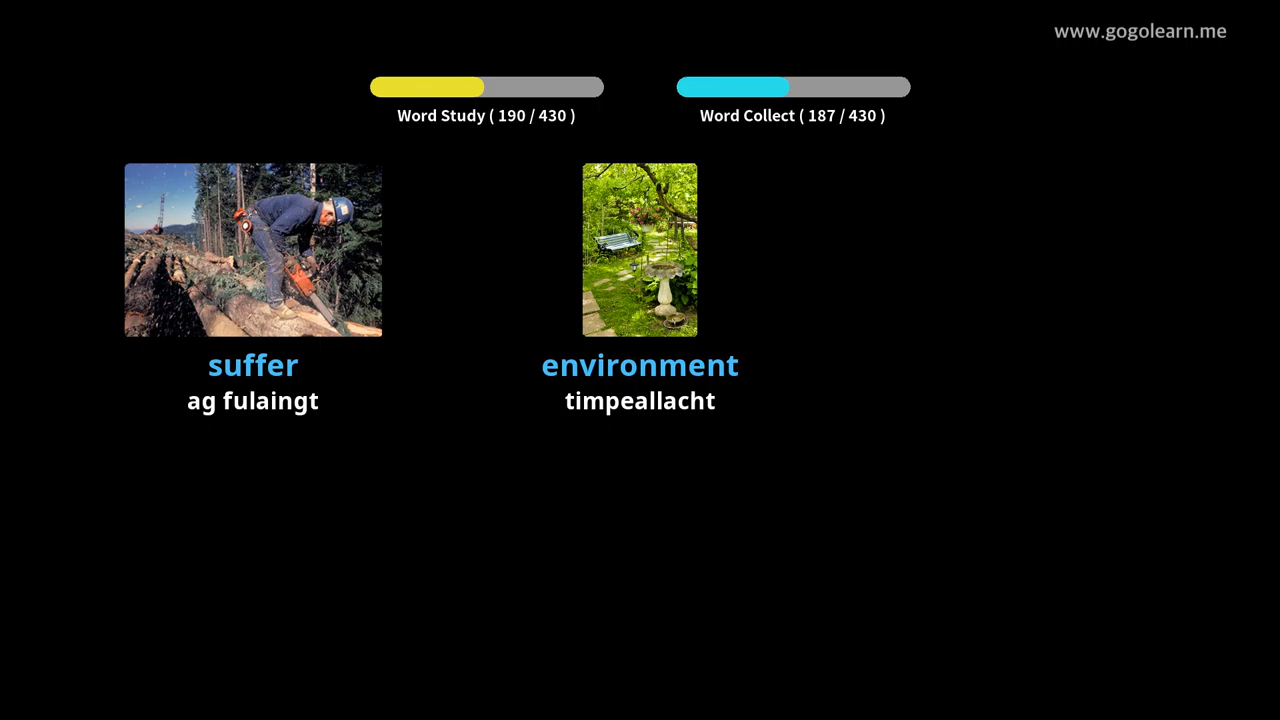 www.gogolearn.me
Word Study ( 190 / 430 )
Word Collect ( 187 / 430 )
suffer
ag fulaingt
environment
timpeallacht